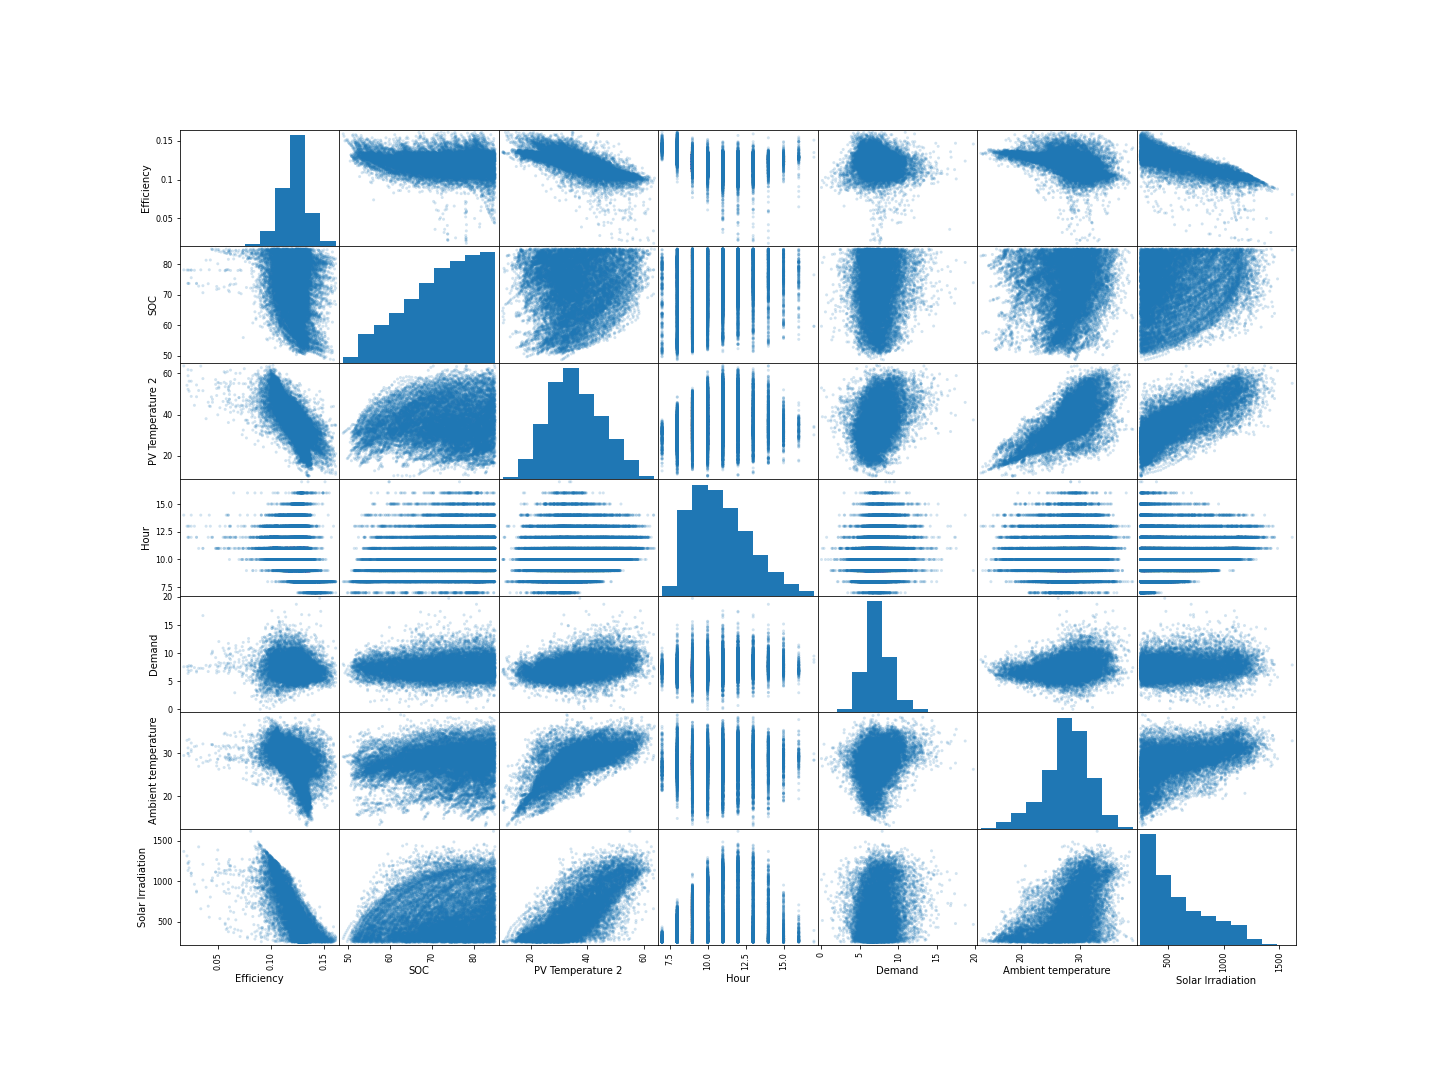 Efficiency
0.15
0.1
0.05
SOC
80
70
60
50
PV Temperature 2
60
40
20
Hour
15.0
12.5
10.0
7.5
Demand
20
15
10
5
0
Ambient temperature
30
20
Solar Irradiation
1500
1000
500
0.05 0.10 0.15
50 60 70 80
20 40 60
7.5 10.0 12.5 15.0
0 5 10 15 20
20 30
500 1000 1500
Efficiency SOC PV Temperature 2 Hour Demand Ambient temperature Solar Irradiation